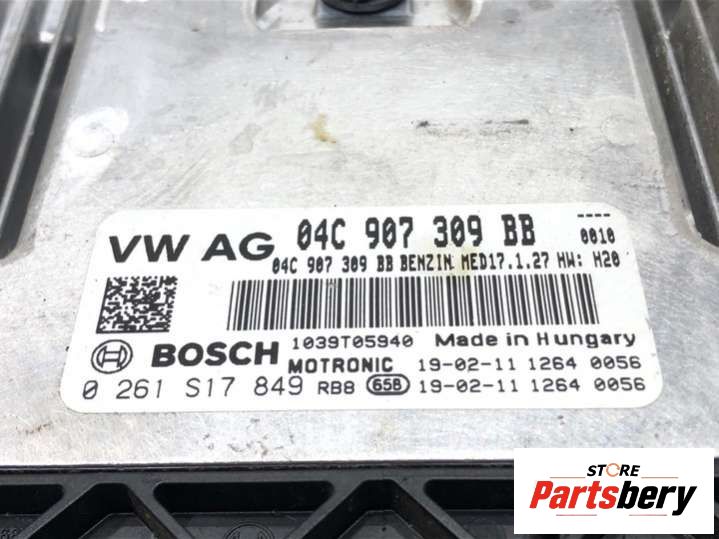 VW AG 04C 907 309 BB ---- 0010
04C 907 309 BB BENZIN MED17.1.27 HW: H20
1039T05940 Made in Hungary
BOSCH MOTRONIC 19-02-11 1264 0056
0 261 S17 849 RB8 65B 19-02-11 1264 0056
STORE
Partsbery